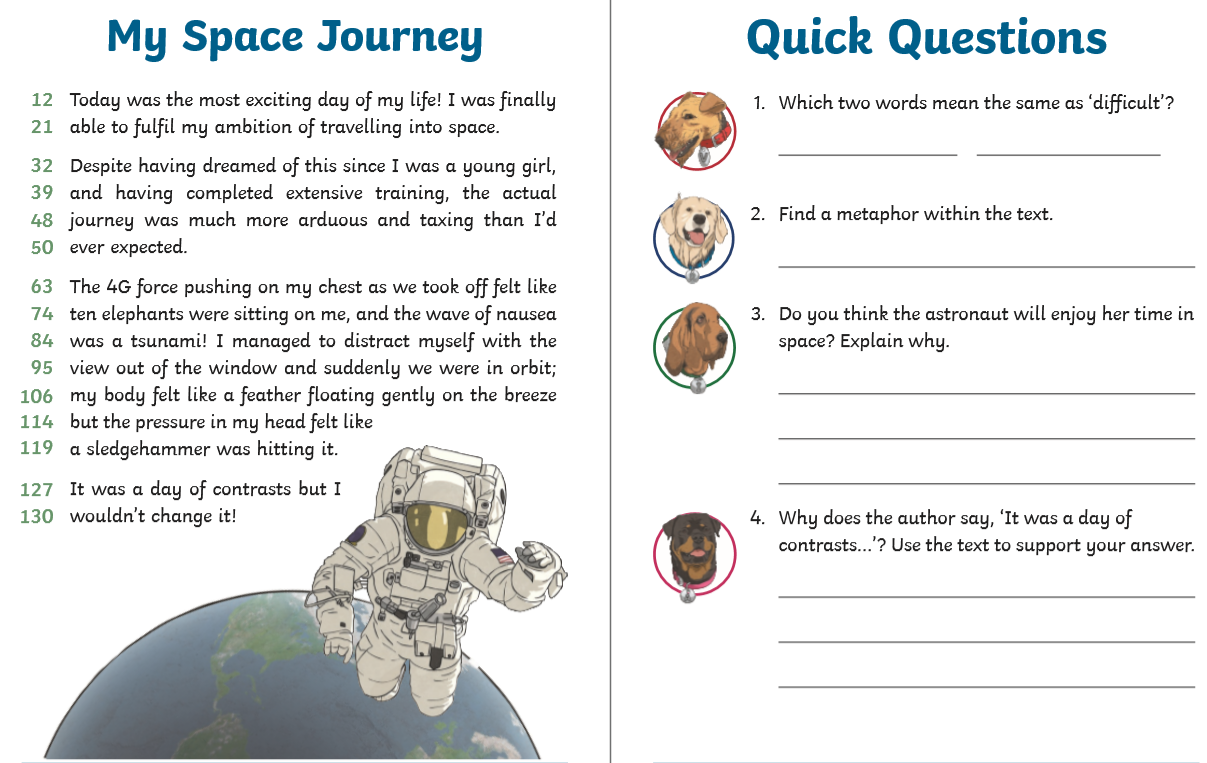 My Space Journey
12 Today was the most exciting day of my life! I was finally
21 able to fulfil my ambition of travelling into space.
32 Despite having dreamed of this since I was a young girl,
39 and having completed extensive training, the actual
48 journey was much more arduous and taxing than I'd
50 ever expected.
63 The 4G force pushing on my chest as we took off felt like
74 ten elephants were sitting on me, and the wave of nausea
84 was a tsunami! I managed to distract myself with the
95 view out of the window and suddenly we were in orbit;
106 my body felt like a feather floating gently on the breeze
114 but the pressure in my head felt like
119 a sledgehammer was hitting it.
127 It was a day of contrasts but I
130 wouldn't change it!
Quick Questions
1. Which two words mean the same as ‘difficult’?
2. Find a metaphor within the text.
3. Do you think the astronaut will enjoy her time in
space? Explain why.
4. Why does the author say, ‘It was a day of
contrasts...’? Use the text to support your answer.